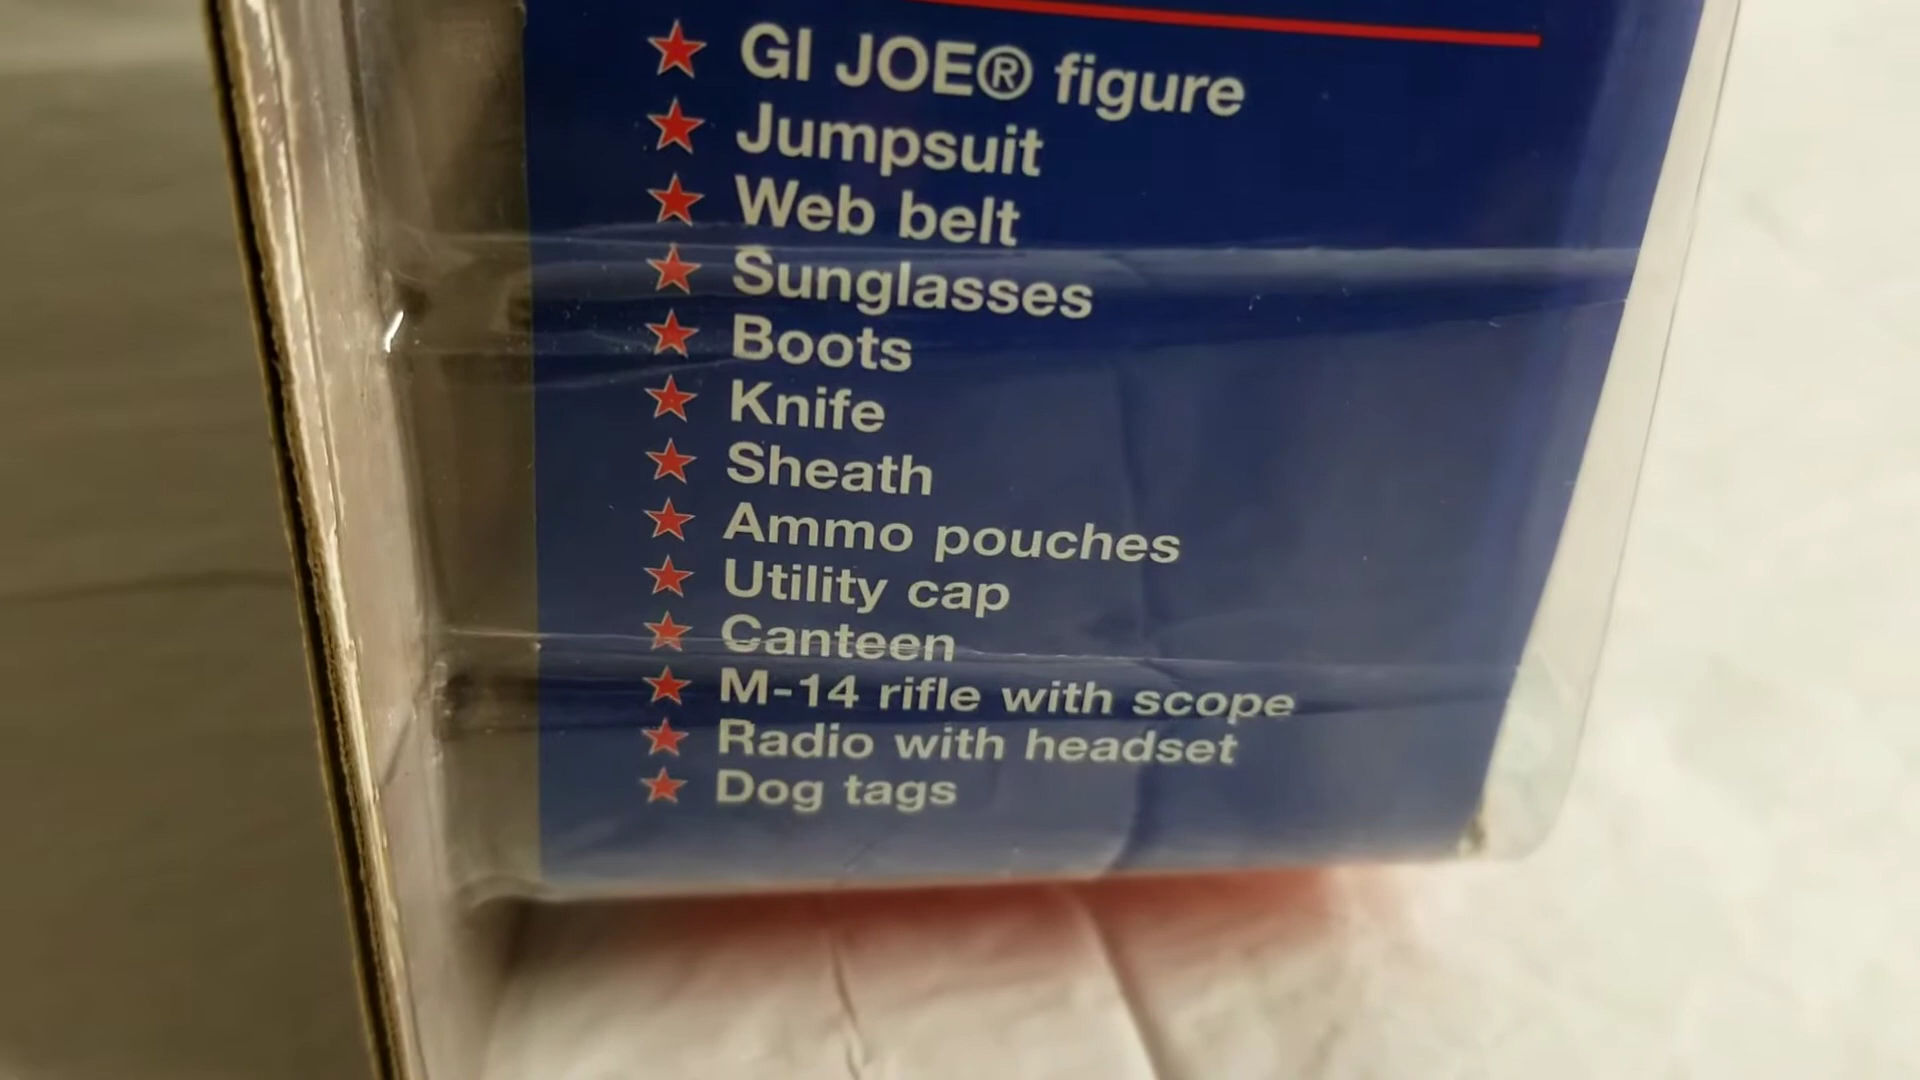 GI JOE® figure
Jumpsuit
Web belt
Sunglasses
Boots
Knife
Sheath
Ammo pouches
Utility cap
Canteen
M-14 rifle with scope
Radio with headset
Dog tags